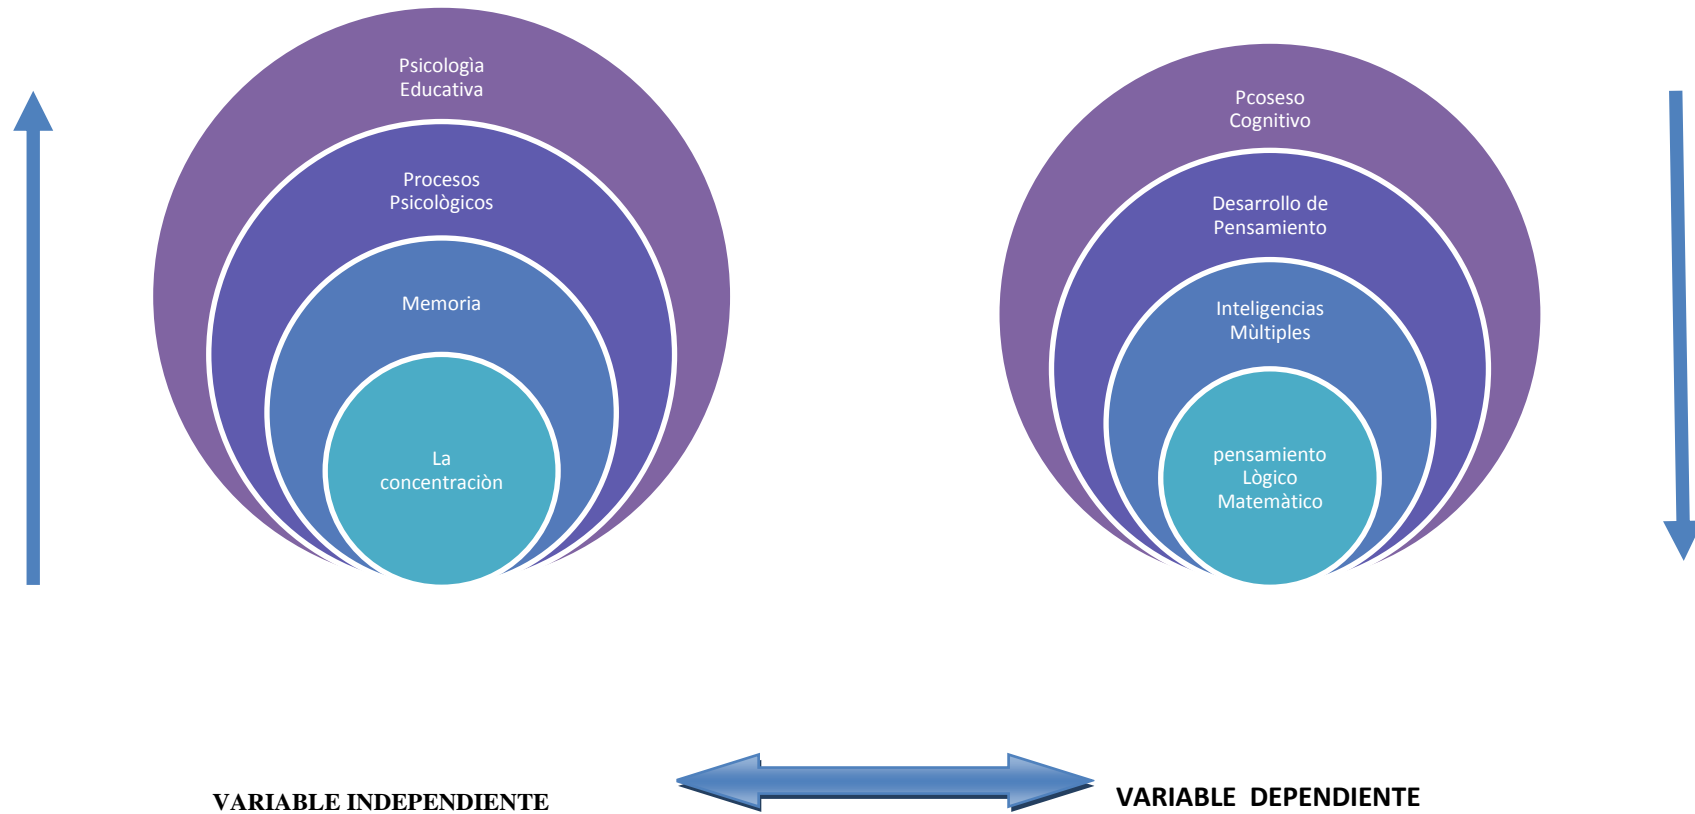 Psicologìa
Educativa
Procesos
Psicològicos
Memoria
La
concentraciòn
Pcoseso
Cognitivo
Desarrollo de
Pensamiento
Inteligencias
Mùltiples
pensamiento
Lògico
Matemàtico
VARIABLE INDEPENDIENTE
VARIABLE DEPENDIENTE